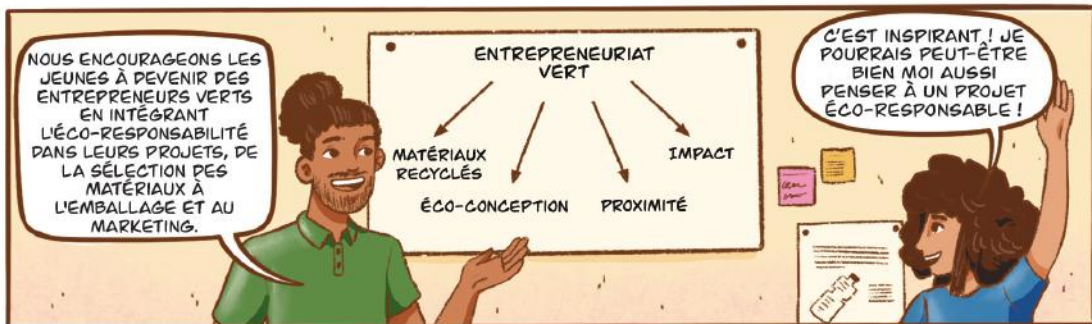 NOUS ENCOURAGEONS LES
JEUNES À DEVENIR DES
ENTREPRENEURS VERTS
EN INTÉGRANT
L'ÉCO-RESPONSABILITÉ
DANS LEURS PROJETS, DE
LA SÉLECTION DES
MATÉRIAUX À
L'EMBALLAGE ET AU
MARKETING.
ENTREPRENEURIAT
VERT
MATÉRIAUX
RECYCLÉS
ÉCO-CONCEPTION
PROXIMITÉ
IMPACT
C'EST INSPIRANT ! JE
POURRAIS PEUT-ÊTRE
BIEN MOI AUSSI
PENSER À UN PROJET
ÉCO-RESPONSABLE !